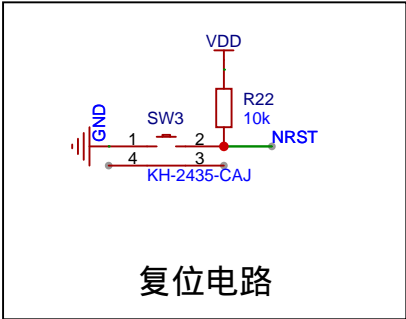 VDD
GND
SW3
R22
10k
1
2
NRST
4
3
KH-2435-CAJ
复位电路